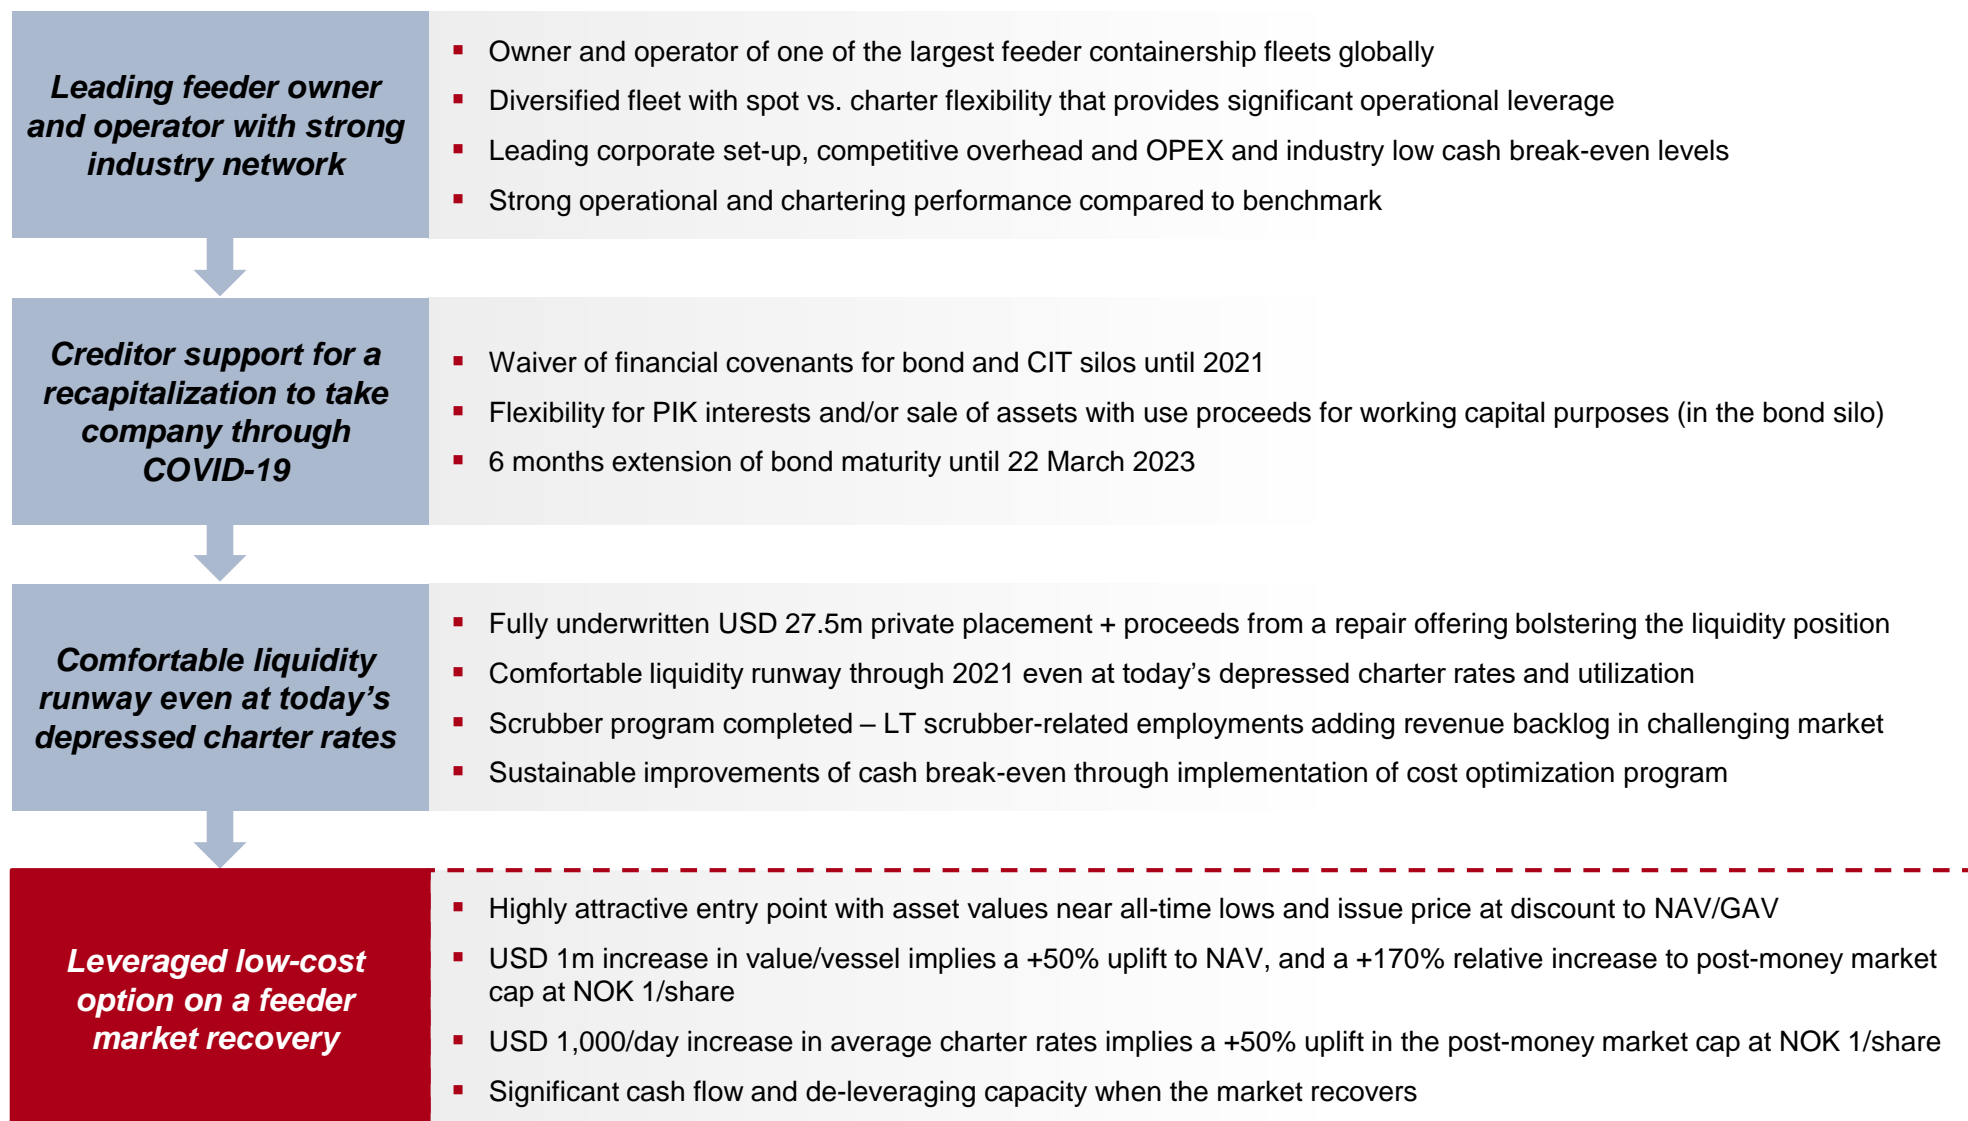 Leading feeder owner
and operator with strong
industry network
▪ Owner and operator of one of the largest feeder containership fleets globally
▪ Diversified fleet with spot vs. charter flexibility that provides significant operational leverage
▪ Leading corporate set-up, competitive overhead and OPEX and industry low cash break-even levels
▪ Strong operational and chartering performance compared to benchmark
Creditor support for a
recapitalization to take
company through
COVID-19
▪ Waiver of financial covenants for bond and CIT silos until 2021
▪ Flexibility for PIK interests and/or sale of assets with use proceeds for working capital purposes (in the bond silo)
▪ 6 months extension of bond maturity until 22 March 2023
Comfortable liquidity
runway even at today’s
depressed charter rates
▪ Fully underwritten USD 27.5m private placement + proceeds from a repair offering bolstering the liquidity position
▪ Comfortable liquidity runway through 2021 even at today’s depressed charter rates and utilization
▪ Scrubber program completed – LT scrubber-related employments adding revenue backlog in challenging market
▪ Sustainable improvements of cash break-even through implementation of cost optimization program
Leveraged low-cost
option on a feeder
market recovery
▪ Highly attractive entry point with asset values near all-time lows and issue price at discount to NAV/GAV
▪ USD 1m increase in value/vessel implies a +50% uplift to NAV, and a +170% relative increase to post-money market
cap at NOK 1/share
▪ USD 1,000/day increase in average charter rates implies a +50% uplift in the post-money market cap at NOK 1/share
▪ Significant cash flow and de-leveraging capacity when the market recovers